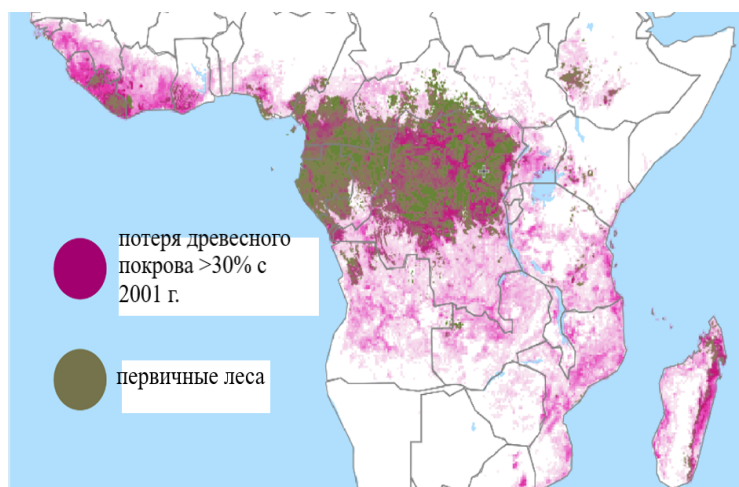 потеря древесного
покрова >30% с
2001 г.
первичные леса